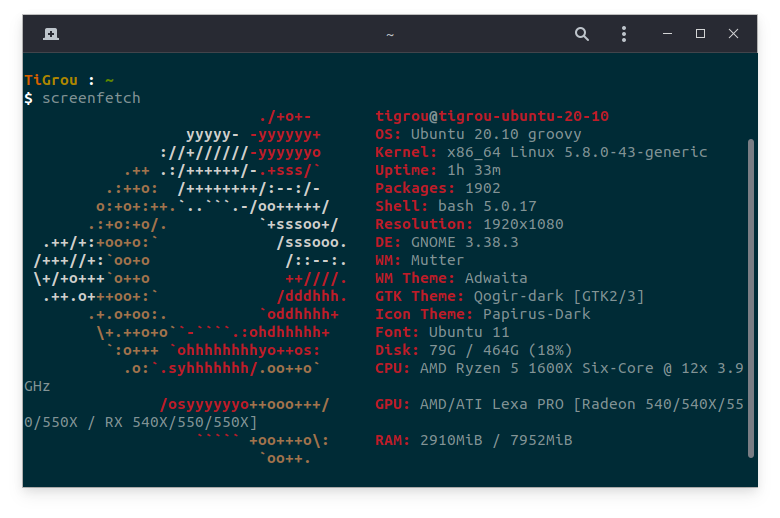 ~
TiGrou : ~
$ screenfetch
                          ./+o+-       tigrou@tigrou-ubuntu-20-10
                  yyyyy- -yyyyyy+      OS: Ubuntu 20.10 groovy
               ://+//////-yyyyyyo      Kernel: x86_64 Linux 5.8.0-43-generic
           .++ .:/++++++/-.+sss/`      Uptime: 1h 33m
         .:++o:  /++++++++/:--:/-      Packages: 1902
        o:+o+:++.`..```.-/oo+++++/     Shell: bash 5.0.17
       .:+o:+o/.          `+sssoo+/    Resolution: 1920x1080
  .++/+:+oo+o:`             /sssooo.   DE: GNOME 3.38.3
 /+++//+:`oo+o               /::--:.   WM: Mutter
 \+/+o+++`o++o               ++////.   WM Theme: Adwaita
  .++.o+++oo+:`             /dddhhh.   GTK Theme: Qogir-dark [GTK2/3]
       .+.o+oo:.          `oddhhhh+    Icon Theme: Papirus-Dark
        \+.++o+o``-````.:ohdhhhhh+     Font: Ubuntu 11
         `:o+++ `ohhhhhhhhyo++os:      Disk: 79G / 464G (18%)
           .o:`.syhhhhhhh/.oo++o`      CPU: AMD Ryzen 5 1600X Six-Core @ 12x 3.9
GHz
               /osyyyyyyo++ooo+++/     GPU: AMD/ATI Lexa PRO [Radeon 540/540X/55
0/550X / RX 540X/550/550X]
                   ````` +oo+++o\:     RAM: 2910MiB / 7952MiB
                          `oo++.